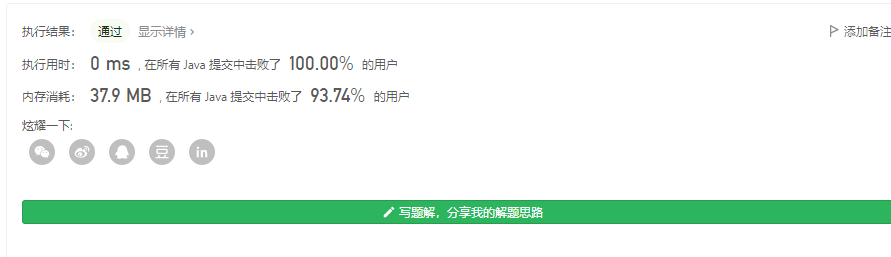 执行结果： 通过 显示详情 › 添加备注
执行用时： 0 ms ，在所有 Java 提交中击败了 100.00% 的用户
内存消耗： 37.9 MB ，在所有 Java 提交中击败了 93.74% 的用户
炫耀一下:
豆 in
写题解，分享我的解题思路